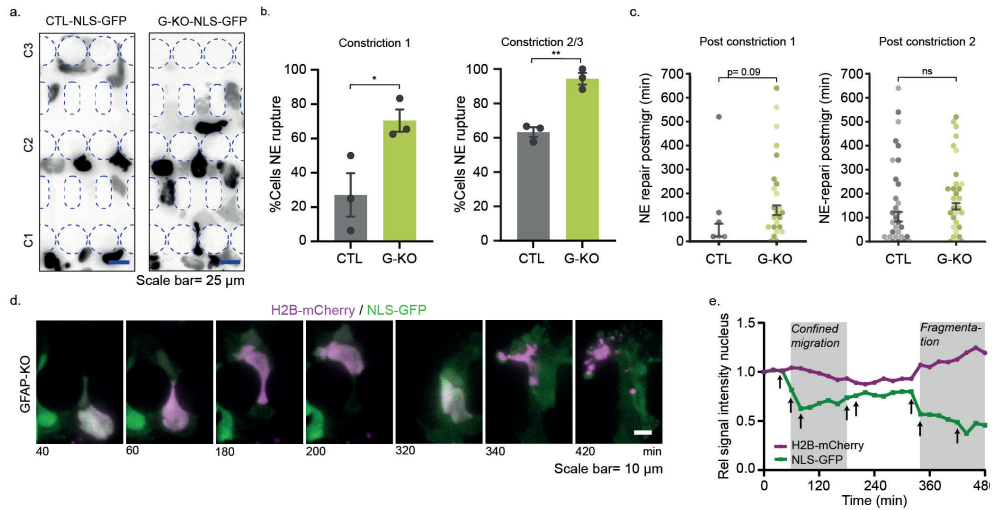 a.
CTL-NLS-GFP
G-KO-NLS-GFP
C3
C2
C1
Scale bar= 25 µm
b.
Constriction 1
%Cells NE rupture
100
80
60
40
20
0
*
CTL
G-KO
Constriction 2/3
%Cells NE rupture
100
80
60
40
20
0
**
CTL
G-KO
c.
Post constriction 1
NE repair postmigr (min)
700
600
500
400
300
200
100
0
p= 0.09
CTL
G-KO
Post constriction 2
NE-repari postmigr (min)
700
600
500
400
300
200
100
0
ns
CTL
G-KO
d.
H2B-mCherry / NLS-GFP
GFAP-KO
40
60
180
200
320
340
420
min
Scale bar= 10 µm
e.
Rel signal intensity nucleus
1.5
1.0
0.5
0.0
Confined
migration
Fragmenta-
tion
H2B-mCherry
NLS-GFP
0
120
240
360
480
Time (min)